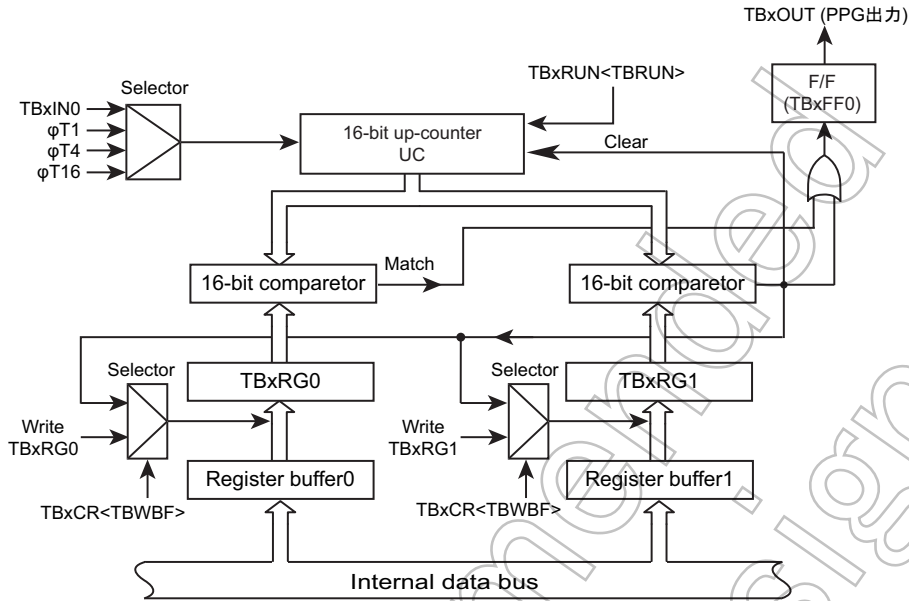 TBxOUT (PPG出力)
F/F
(TBxFF0)
TBxRUN<TBRUN>
Selector
TBxIN0
φT1
φT4
φT16
16-bit up-counter
UC
Clear
16-bit comparetor
Match
16-bit comparetor
Selector
TBxRG0
Selector
TBxRG1
Write
TBxRG0
Write
TBxRG1
Register buffer0
Register buffer1
TBxCR<TBWBF>
TBxCR<TBWBF>
Internal data bus